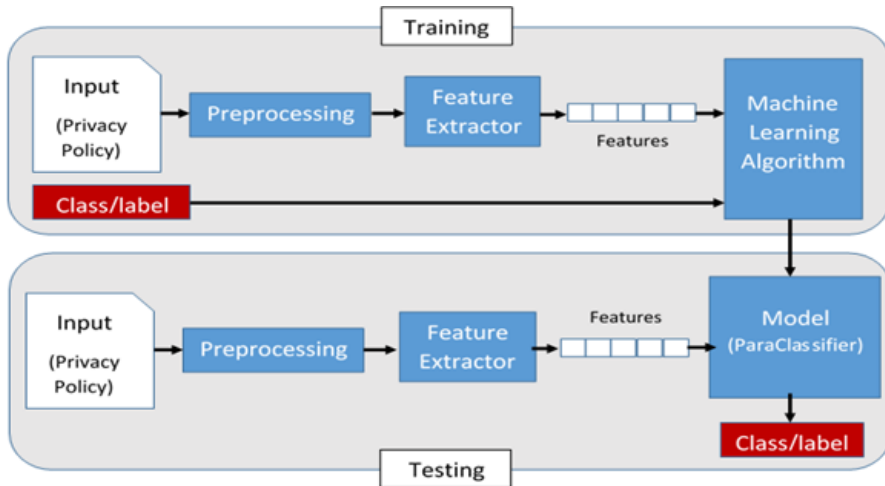 Training
Input
(Privacy
Policy)
Preprocessing
Feature
Extractor
Features
Machine
Learning
Algorithm
Class/label
Input
(Privacy
Policy)
Preprocessing
Feature
Extractor
Features
Model
(ParaClassifier)
Class/label
Testing